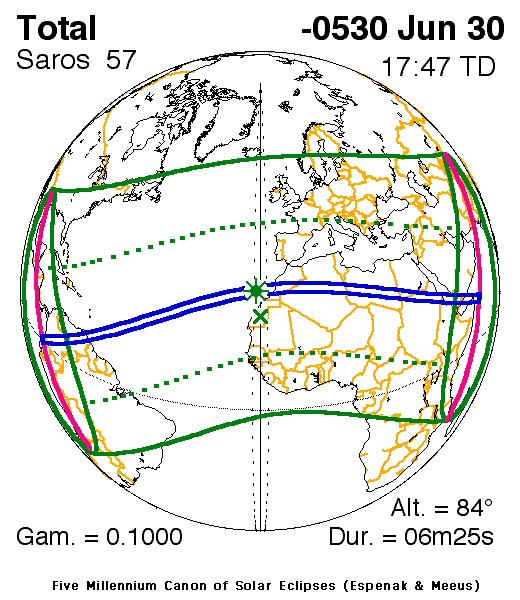 Total -0530 Jun 30
Saros 57 17:47 TD
Alt. = 84°
Gam. = 0.1000 Dur. = 06m25s
Five Millennium Canon of Solar Eclipses (Espenak & Meeus)